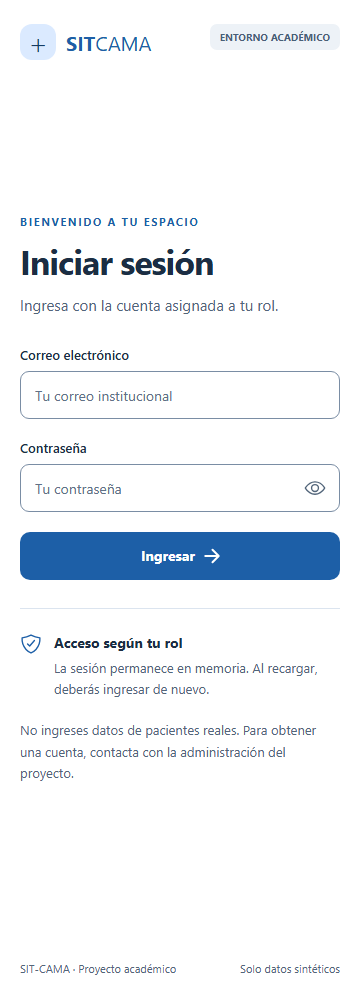 SITCAMA
ENTORNO ACADÉMICO
BIENVENIDO A TU ESPACIO
Iniciar sesión
Ingresa con la cuenta asignada a tu rol.
Correo electrónico
Tu correo institucional
Contraseña
Tu contraseña
Ingresar →
Acceso según tu rol
La sesión permanece en memoria. Al recargar,
deberás ingresar de nuevo.
No ingreses datos de pacientes reales. Para obtener
una cuenta, contacta con la administración del
proyecto.
SIT-CAMA · Proyecto académico
Solo datos sintéticos